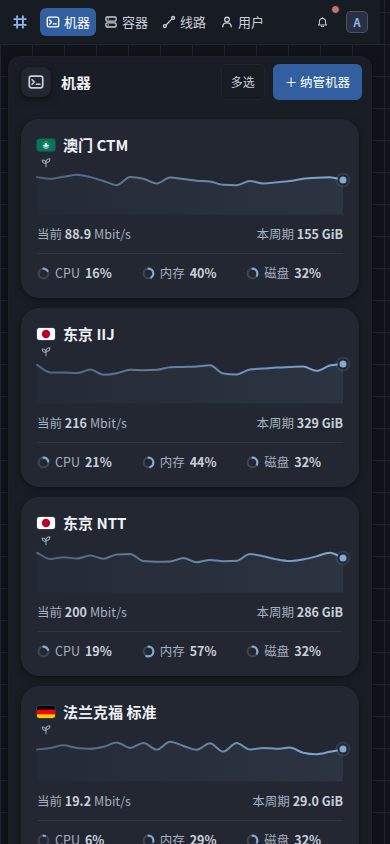 机器 容器 线路 用户 A
机器 多选 + 纳管机器
澳门 CTM
当前 88.9 Mbit/s 本周期 155 GiB
CPU 16% 内存 40% 磁盘 32%
东京 IIJ
当前 216 Mbit/s 本周期 329 GiB
CPU 21% 内存 44% 磁盘 32%
东京 NTT
当前 200 Mbit/s 本周期 286 GiB
CPU 19% 内存 57% 磁盘 32%
法兰克福 标准
当前 19.2 Mbit/s 本周期 29.0 GiB
CPU 6% 内存 29% 磁盘 32%